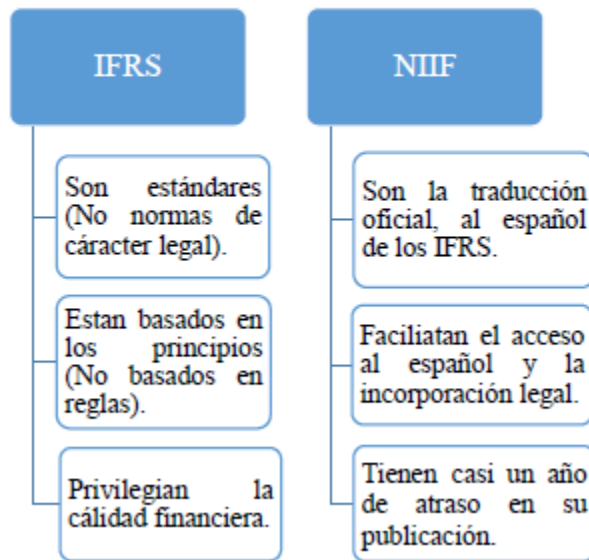 IFRS
Son estándares
(No normas de
cáracter legal).
Estan basados en
los principios
(No basados en
reglas).
Privilegian la
cálidad financiera.
NIIF
Son la traducción
oficial, al español
de los IFRS.
Faciliatan el acceso
al español y la
incorporación legal.
Tienen casi un año
de atraso en su
publicación.